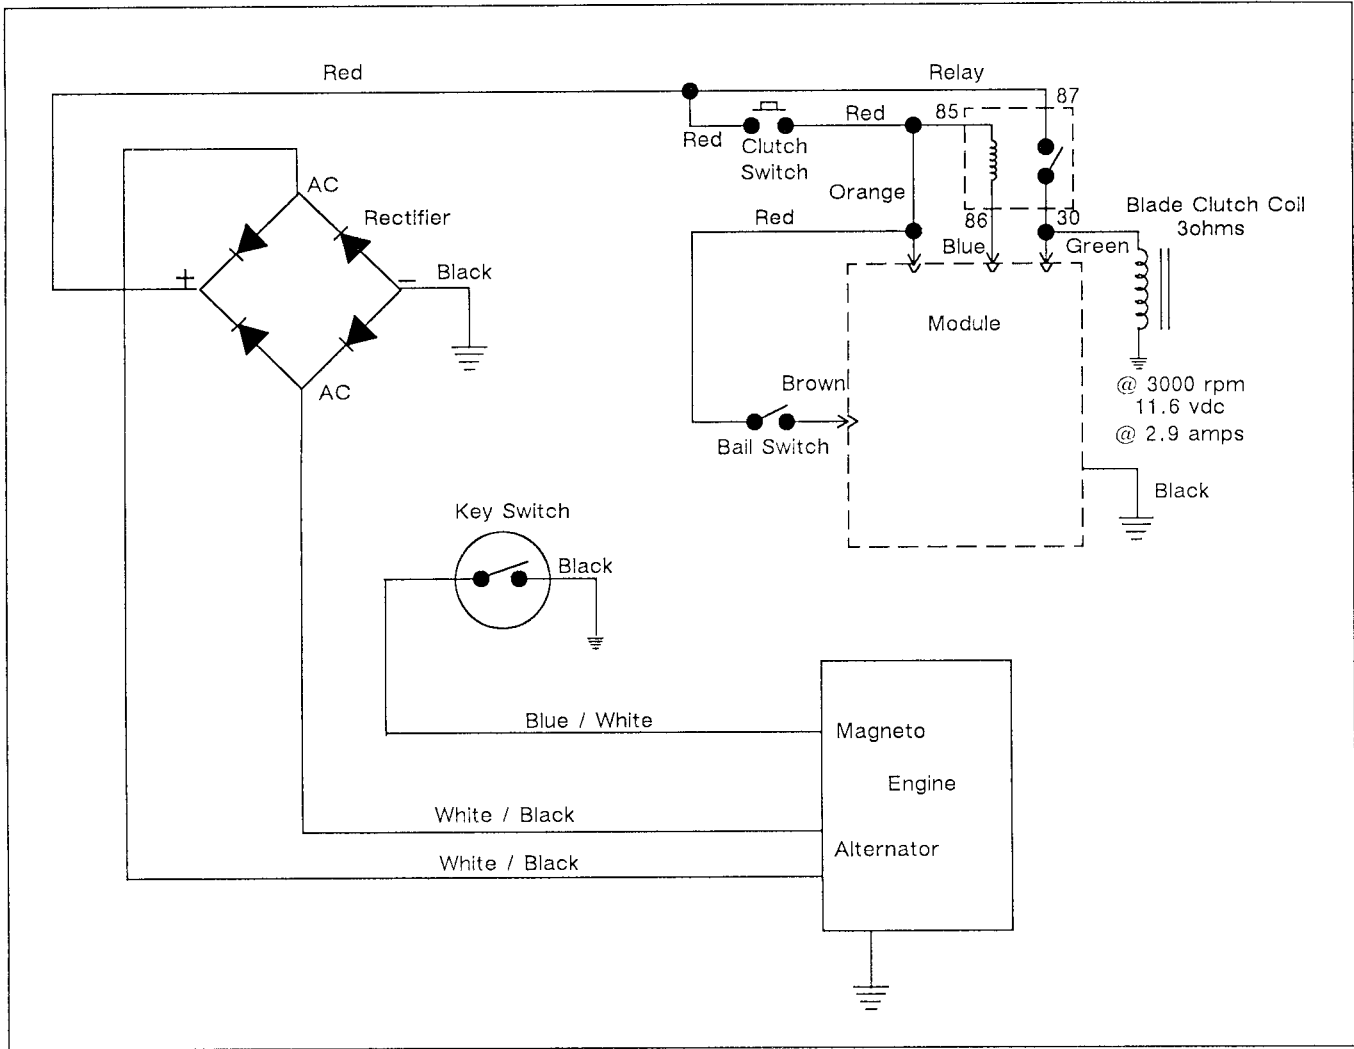 Red
Relay
87
85
Red
Red
Clutch
Switch
AC
Orange
Rectifier
Red
86
30
Blade Clutch Coil
3ohms
Blue
Green
+
-
Black
Module
Brown
AC
@ 3000 rpm
11.6 vdc
@ 2.9 amps
Bail Switch
Black
Key Switch
Black
Blue / White
Magneto
Engine
White / Black
Alternator
White / Black